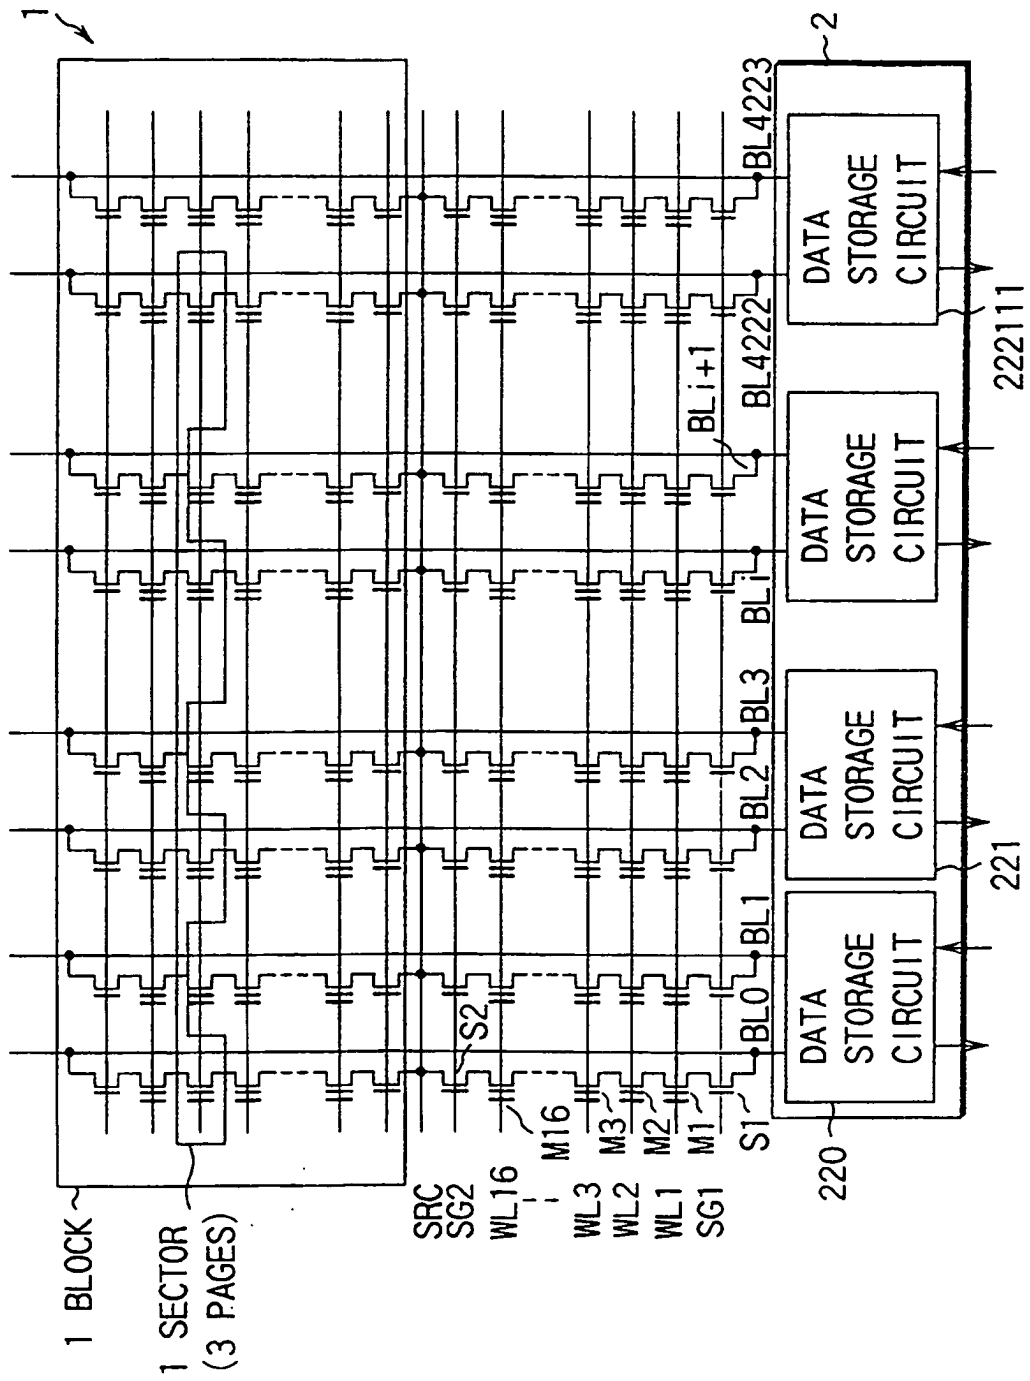 1
1 BLOCK
1 SECTOR
(3 PAGES)
SRC
SG2
S2
WL16
M16
WL3
M3
WL2
M2
WL1
M1
SG1
S1
BL0
BL1
BL2
BL3
BLi
BLi+1
BL4222
BL4223
2
DATA
STORAGE
CIRCUIT
DATA
STORAGE
CIRCUIT
DATA
STORAGE
CIRCUIT
DATA
STORAGE
CIRCUIT
220
221
222111